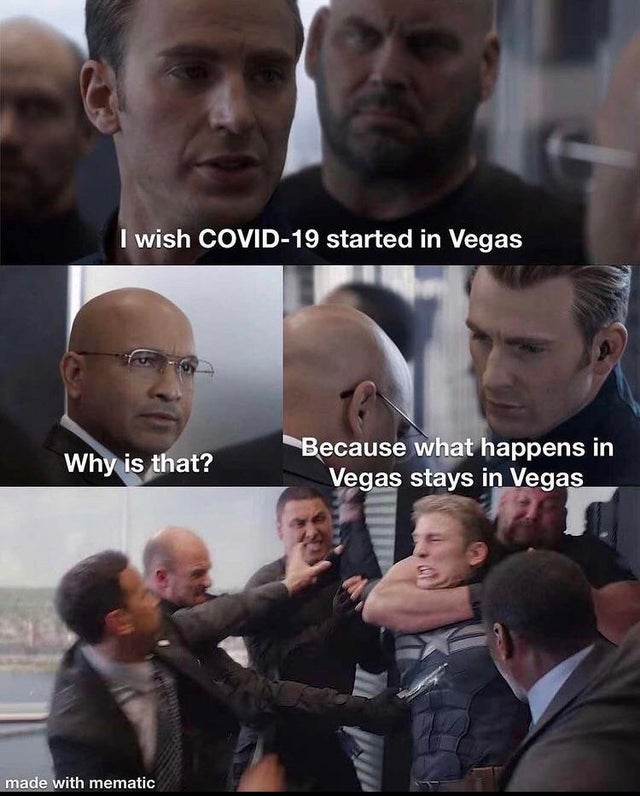 I wish COVID-19 started in Vegas
Why is that?
Because what happens in
Vegas stays in Vegas
made with mematic